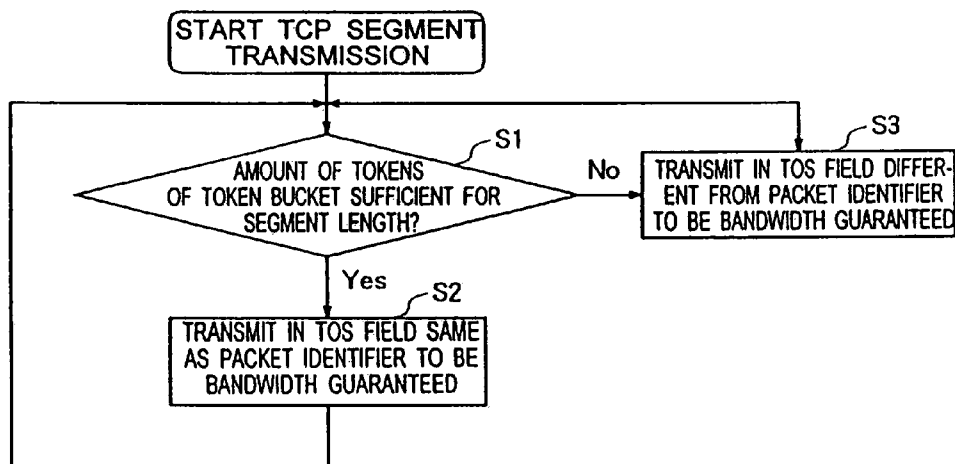 START TCP SEGMENT
TRANSMISSION
S1
AMOUNT OF TOKENS
OF TOKEN BUCKET SUFFICIENT FOR
SEGMENT LENGTH?
No
S3
TRANSMIT IN TOS FIELD DIFFER-
ENT FROM PACKET IDENTIFIER
TO BE BANDWIDTH GUARANTEED
Yes
S2
TRANSMIT IN TOS FIELD SAME
AS PACKET IDENTIFIER TO BE
BANDWIDTH GUARANTEED